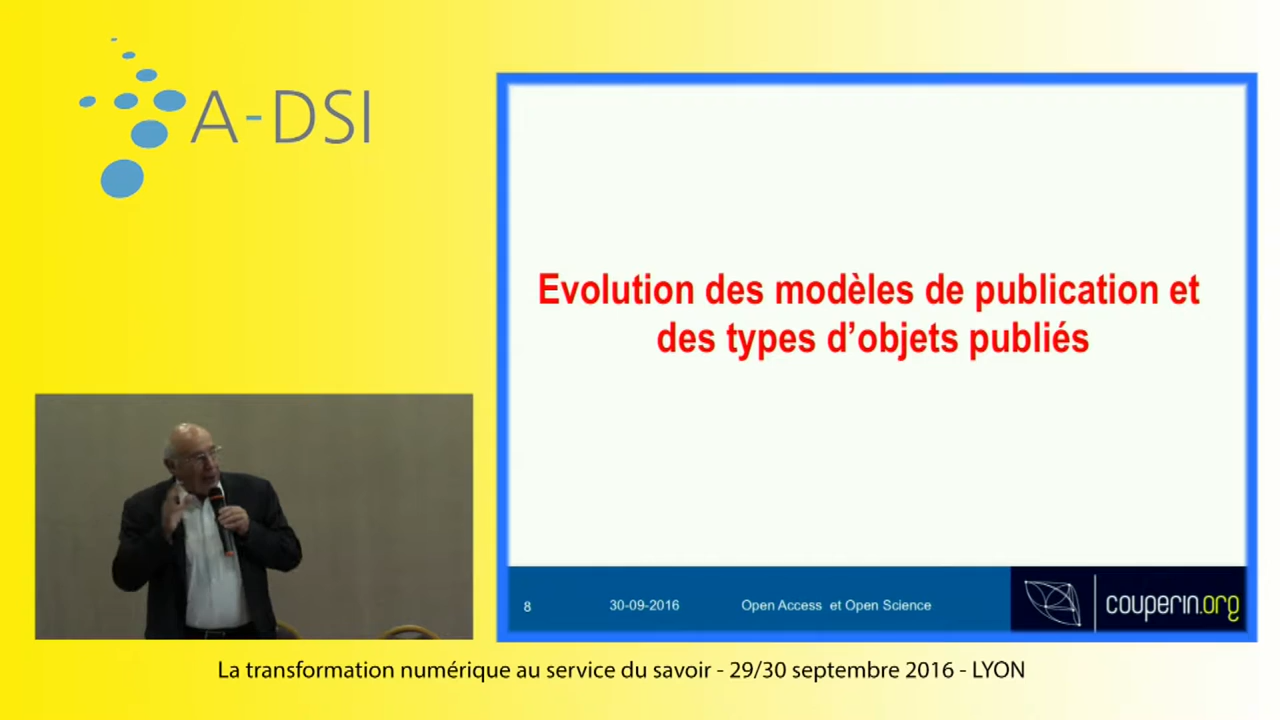 A-DSI
Evolution des modèles de publication et
des types d’objets publiés
8 30-09-2016 Open Access et Open Science couperin.org
La transformation numérique au service du savoir - 29/30 septembre 2016 - LYON